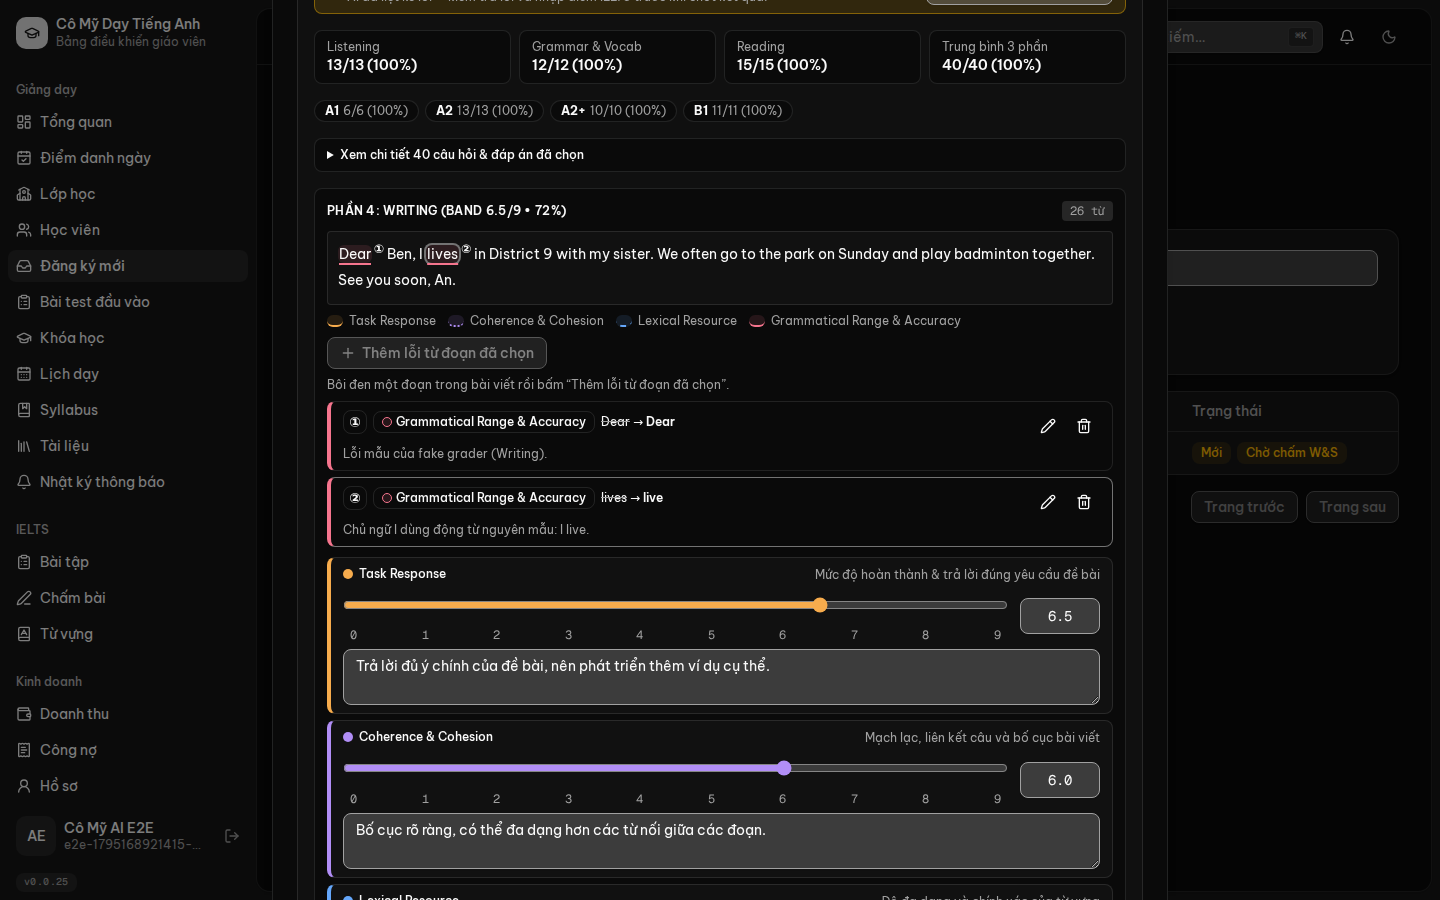 Cô Mỹ Dạy Tiếng Anh
Bảng điều khiển giáo viên
Giảng dạy
Tổng quan
Điểm danh ngày
Lớp học
Học viên
Đăng ký mới
Bài test đầu vào
Khóa học
Lịch dạy
Syllabus
Tài liệu
Nhật ký thông báo
IELTS
Bài tập
Chấm bài
Từ vựng
Kinh doanh
Doanh thu
Công nợ
Hồ sơ
AE
Cô Mỹ AI E2E
e2e-1795168921415-...
v0.0.25
Listening
13/13 (100%)
Grammar & Vocab
12/12 (100%)
Reading
15/15 (100%)
Trung bình 3 phần
40/40 (100%)
A1 6/6 (100%)
A2 13/13 (100%)
A2+ 10/10 (100%)
B1 11/11 (100%)
Xem chi tiết 40 câu hỏi & đáp án đã chọn
PHẦN 4: WRITING (BAND 6.5/9 • 72%)
26 từ
Dear ① Ben, I lives ② in District 9 with my sister. We often go to the park on Sunday and play badminton together.
See you soon, An.
Task Response
Coherence & Cohesion
Lexical Resource
Grammatical Range & Accuracy
Thêm lỗi từ đoạn đã chọn
Bôi đen một đoạn trong bài viết rồi bấm “Thêm lỗi từ đoạn đã chọn”.
① Grammatical Range & Accuracy Dear → Dear
Lỗi mẫu của fake grader (Writing).
② Grammatical Range & Accuracy lives → live
Chủ ngữ I dùng động từ nguyên mẫu: I live.
Task Response
Mức độ hoàn thành & trả lời đúng yêu cầu đề bài
6.5
0 1 2 3 4 5 6 7 8 9
Trả lời đủ ý chính của đề bài, nên phát triển thêm ví dụ cụ thể.
Coherence & Cohesion
Mạch lạc, liên kết câu và bố cục bài viết
6.0
0 1 2 3 4 5 6 7 8 9
Bố cục rõ ràng, có thể đa dạng hơn các từ nối giữa các đoạn.
iếm...
⌘K
Trạng thái
Mới
Chờ chấm W&S
Trang trước
Trang sau